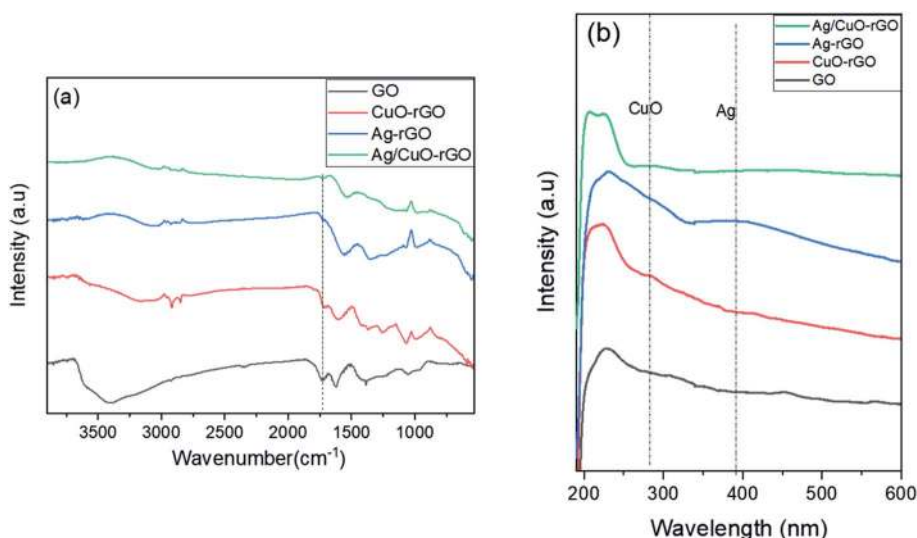 (a)
GO
CuO-rGO
Ag-rGO
Ag/CuO-rGO
Intensity (a.u)
3500 3000 2500 2000 1500 1000
Wavenumber(cm⁻¹)
(b)
Ag/CuO-rGO
Ag-rGO
CuO-rGO
GO
CuO
Ag
Intensity (a.u)
200 300 400 500 600
Wavelength (nm)